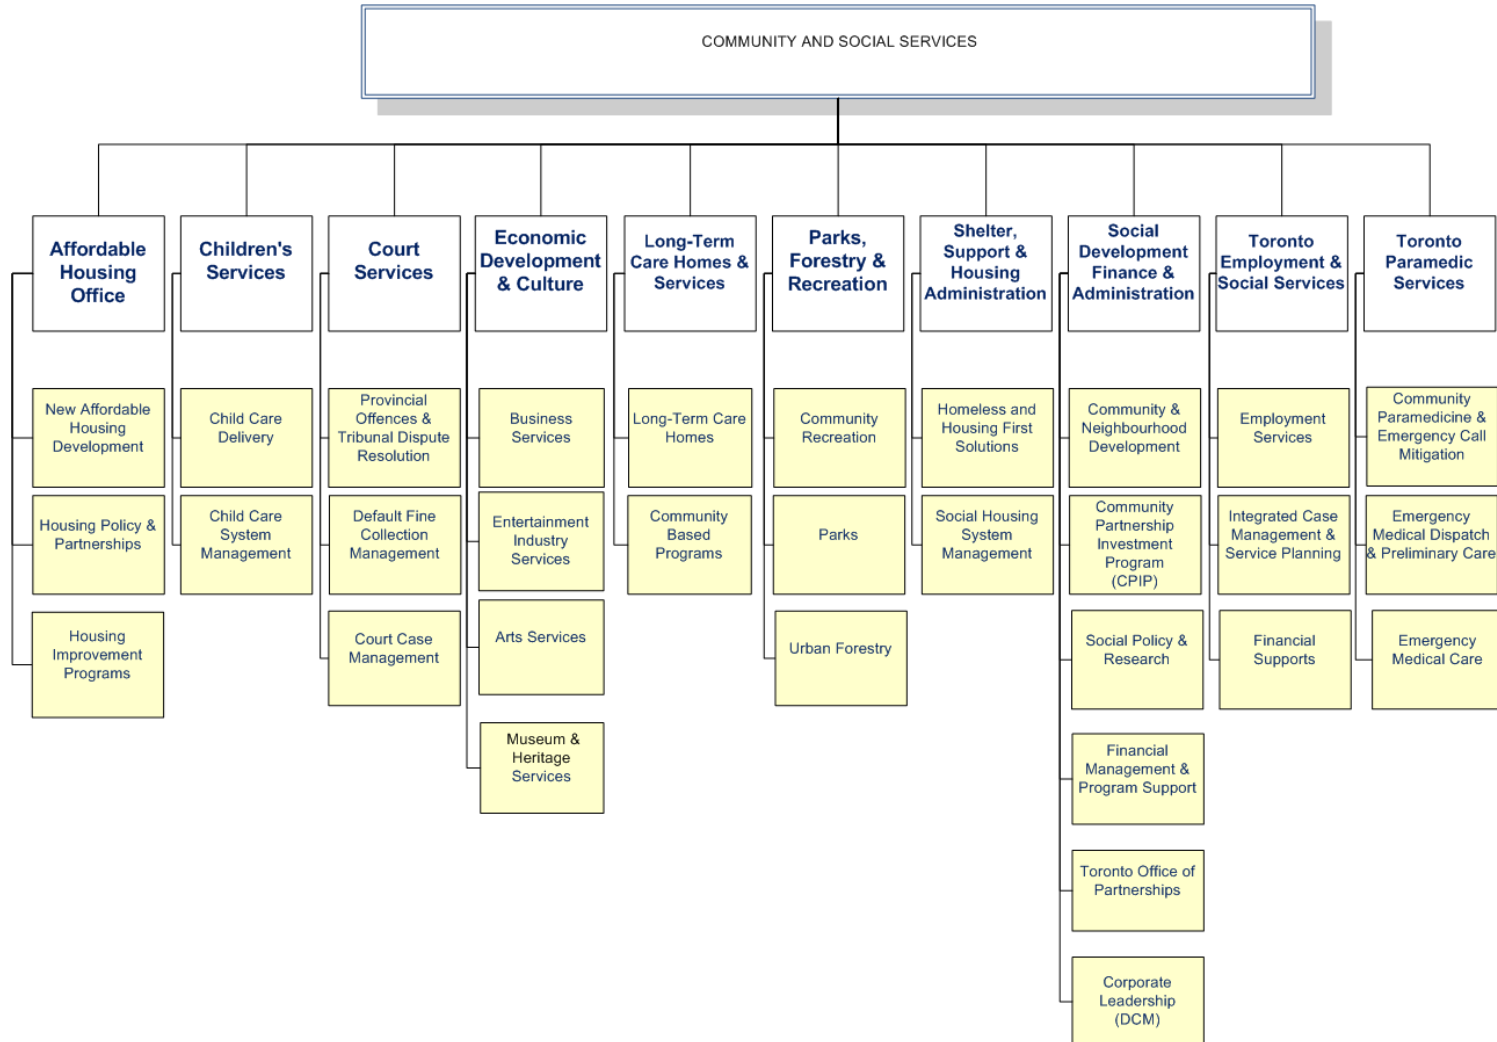 COMMUNITY AND SOCIAL SERVICES
Affordable
Housing
Office
Children's
Services
Court
Services
Economic
Development
& Culture
Long-Term
Care Homes &
Services
Parks,
Forestry &
Recreation
Shelter,
Support &
Housing
Administration
Social
Development
Finance &
Administration
Toronto
Employment &
Social Services
Toronto
Paramedic
Services
New Affordable
Housing
Development
Child Care
Delivery
Provincial
Offences &
Tribunal Dispute
Resolution
Business
Services
Long-Term Care
Homes
Community
Recreation
Homeless and
Housing First
Solutions
Community &
Neighbourhood
Development
Employment
Services
Community
Paramedicine &
Emergency Call
Mitigation
Housing Policy &
Partnerships
Child Care
System
Management
Default Fine
Collection
Management
Entertainment
Industry
Services
Community
Based
Programs
Parks
Social Housing
System
Management
Community
Partnership
Investment
Program
(CPIP)
Integrated Case
Management &
Service Planning
Emergency
Medical Dispatch
& Preliminary Care
Housing
Improvement
Programs
Court Case
Management
Arts Services
Urban Forestry
Social Policy &
Research
Financial
Supports
Emergency
Medical Care
Museum &
Heritage
Services
Financial
Management &
Program Support
Toronto Office of
Partnerships
Corporate
Leadership
(DCM)